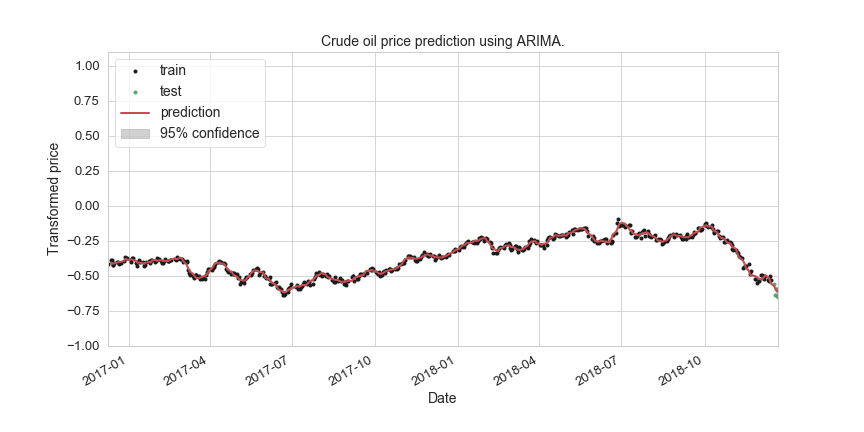 Crude oil price prediction using ARIMA.
1.00
0.75
0.50
0.25
0.00
−0.25
−0.50
−0.75
−1.00
Transformed price
train
test
prediction
95% confidence
2017-01
2017-04
2017-07
2017-10
2018-01
2018-04
2018-07
2018-10
Date